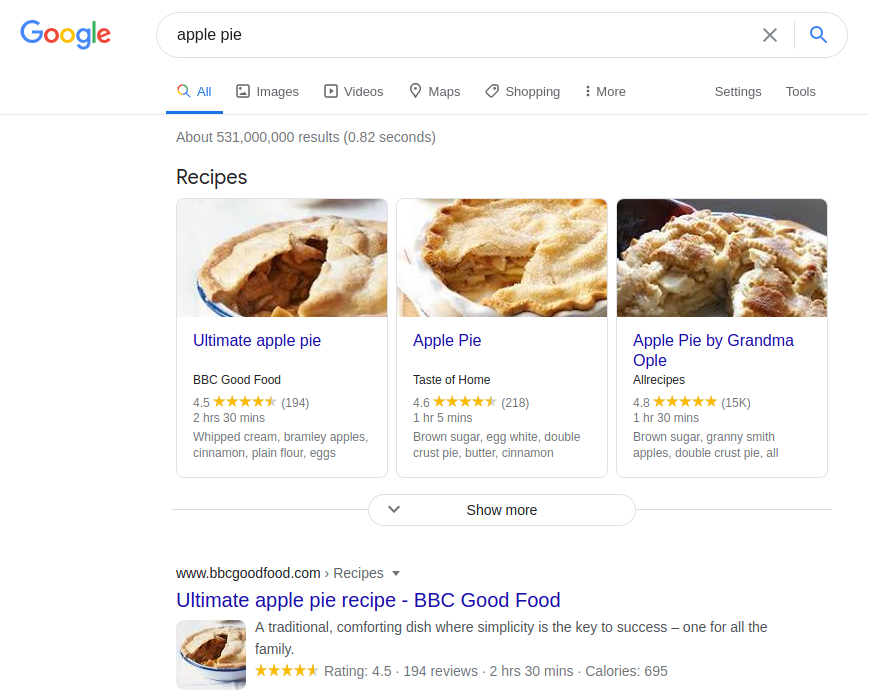 Google
apple pie
All Images Videos Maps Shopping More Settings Tools
About 531,000,000 results (0.82 seconds)
Recipes
Ultimate apple pie
BBC Good Food
4.5 (194)
2 hrs 30 mins
Whipped cream, bramley apples,
cinnamon, plain flour, eggs
Apple Pie
Taste of Home
4.6 (218)
1 hr 5 mins
Brown sugar, egg white, double
crust pie, butter, cinnamon
Apple Pie by Grandma
Ople
Allrecipes
4.8 (15K)
1 hr 30 mins
Brown sugar, granny smith
apples, double crust pie, all
Show more
www.bbcgoodfood.com › Recipes
Ultimate apple pie recipe - BBC Good Food
A traditional, comforting dish where simplicity is the key to success – one for all the
family.
Rating: 4.5 · 194 reviews · 2 hrs 30 mins · Calories: 695